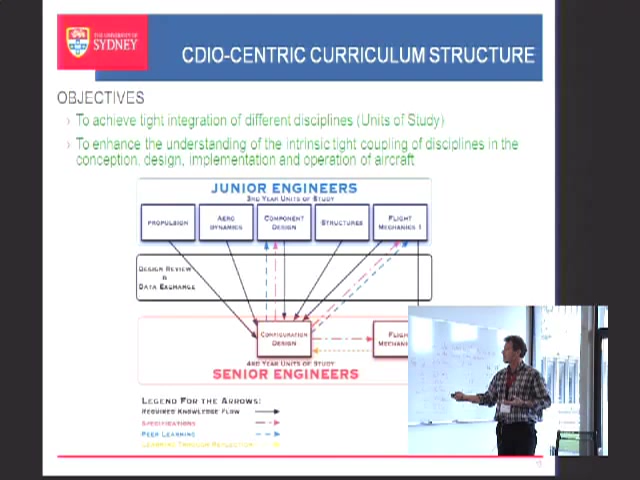 THE UNIVERSITY OF
SYDNEY
CDIO-CENTRIC CURRICULUM STRUCTURE
OBJECTIVES
› To achieve tight integration of different disciplines (Units of Study)
› To enhance the understanding of the intrinsic tight coupling of disciplines in the
conception, design, implementation and operation of aircraft
JUNIOR ENGINEERS
3RD YEAR UNITS OF STUDY
PROPULSION
AERO
DYNAMICS
COMPONENT
DESIGN
STRUCTURES
FLIGHT
MECHANICS 1
DESIGN REVIEW
&
DATA EXCHANGE
CONFIGURATION
DESIGN
FLIGHT
MECHANI
4RD YEAR UNITS OF STUDY
SENIOR ENGINEERS
LEGEND FOR THE ARROWS:
REQUIRED KNOWLEDGE FLOW
SPECIFICATIONS
PEER LEARNING
LEARNING THROUGH REFLECTION